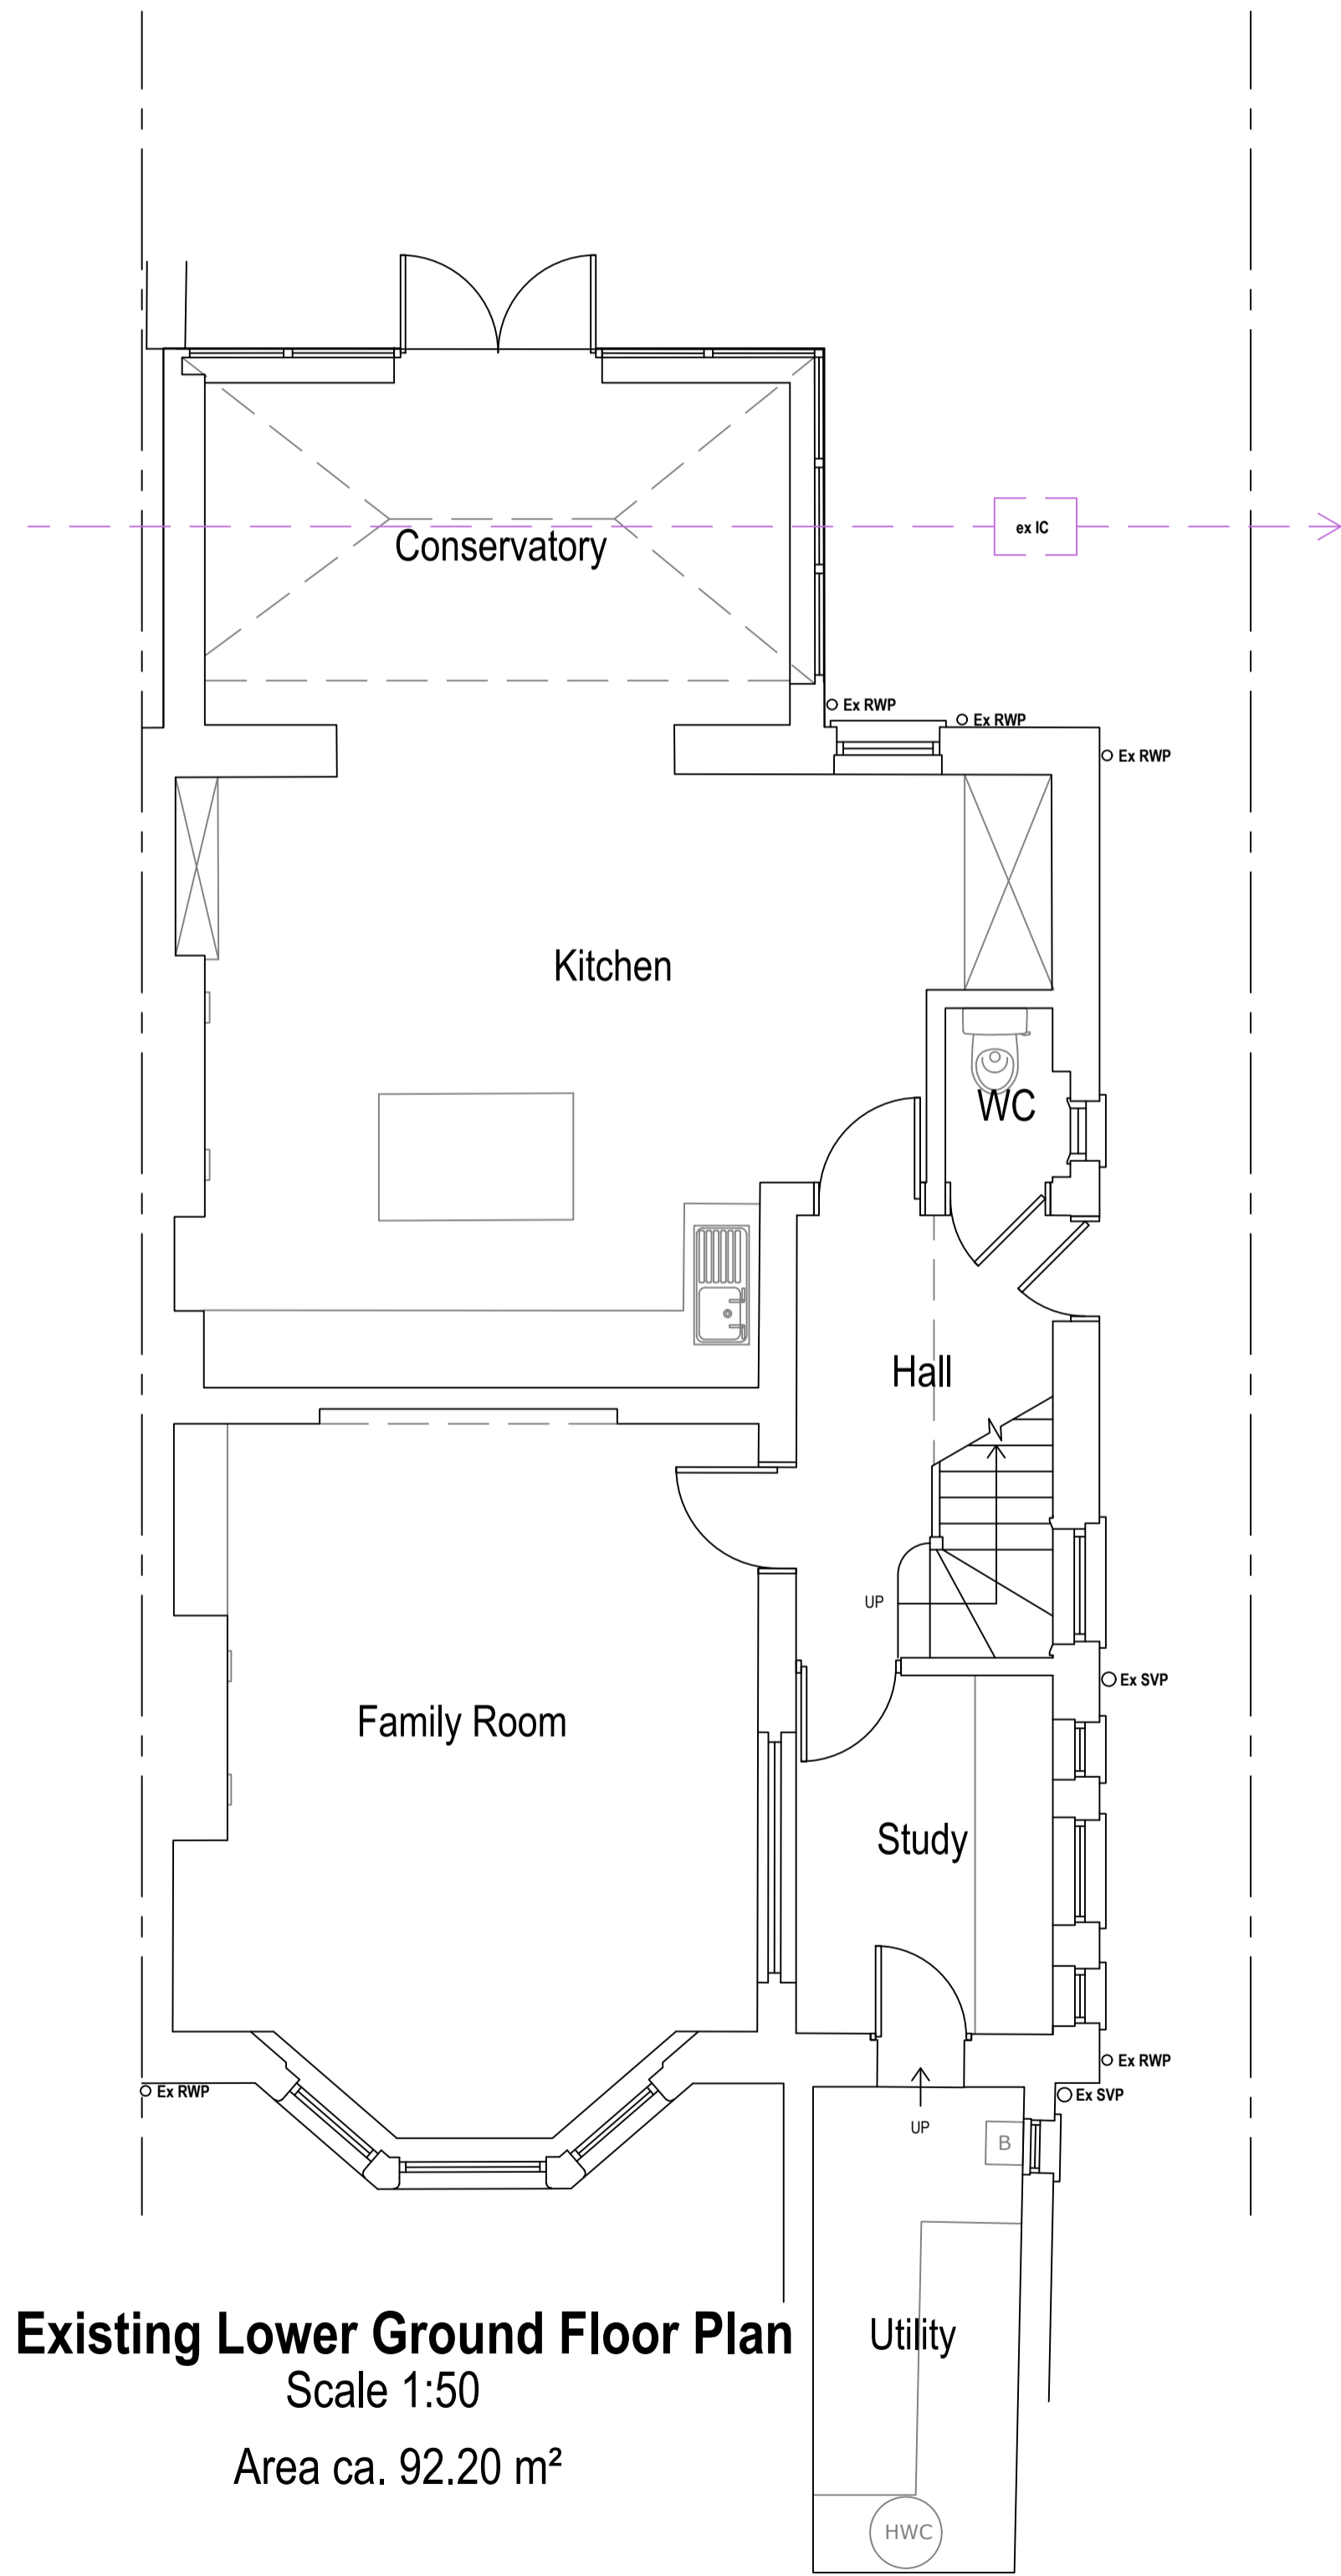 Conservatory
ex IC
Ex RWP
Ex RWP
Ex RWP
Kitchen
WC
Hall
UP
Ex SVP
Family Room
Study
Ex RWP
Ex RWP
Ex SVP
UP
B
Existing Lower Ground Floor Plan
Scale 1:50
Area ca. 92.20 m²
Utility
HWC